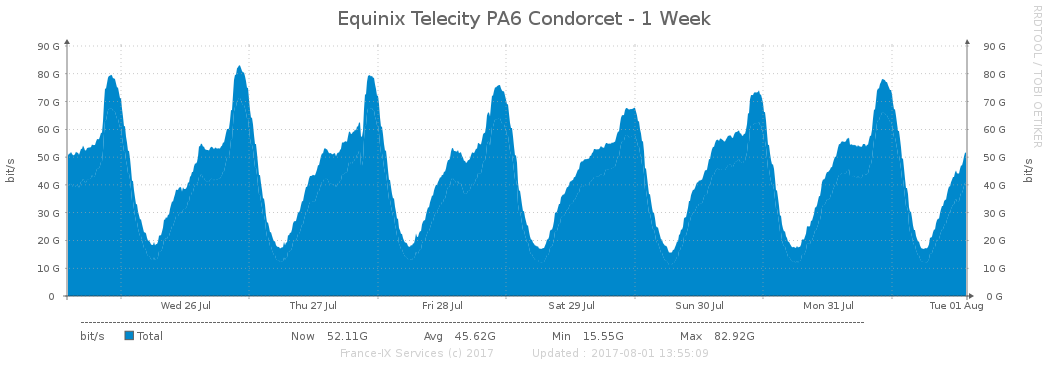 Equinix Telecity PA6 Condorcet - 1 Week
RRDTOOL / TOBI OETIKER
bit/s
90 G
80 G
70 G
60 G
50 G
40 G
30 G
20 G
10 G
0
90 G
80 G
70 G
60 G
50 G
40 G
30 G
20 G
10 G
0 G
bit/s
Wed 26 Jul Thu 27 Jul Fri 28 Jul Sat 29 Jul Sun 30 Jul Mon 31 Jul Tue 01 Aug
bit/s Total Now 52.11G Avg 45.62G Min 15.55G Max 82.92G
France-IX Services (c) 2017 Updated : 2017-08-01 13:55:09